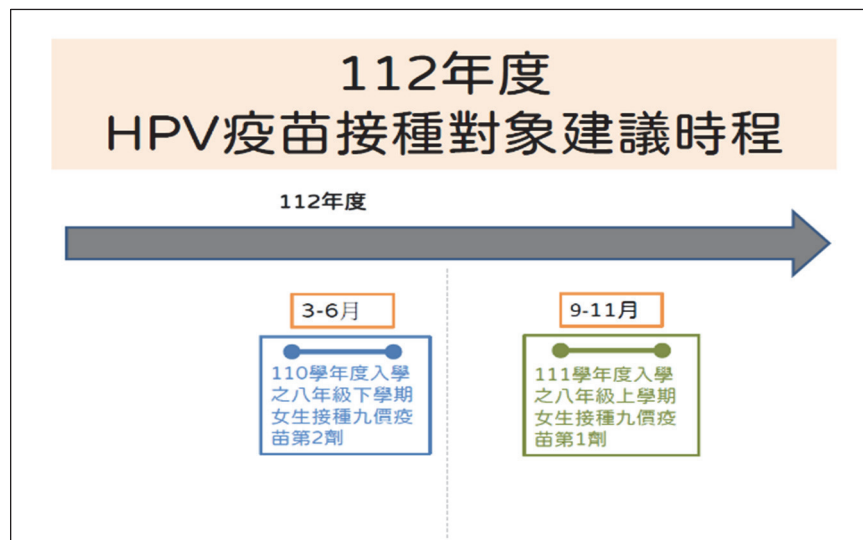 112年度
HPV疫苗接種對象建議時程
112年度
3-6月
110學年度入學
之八年級下學期
女生接種九價疫
苗第2劑
9-11月
111學年度入學
之八年級上學期
女生接種九價疫
苗第1劑